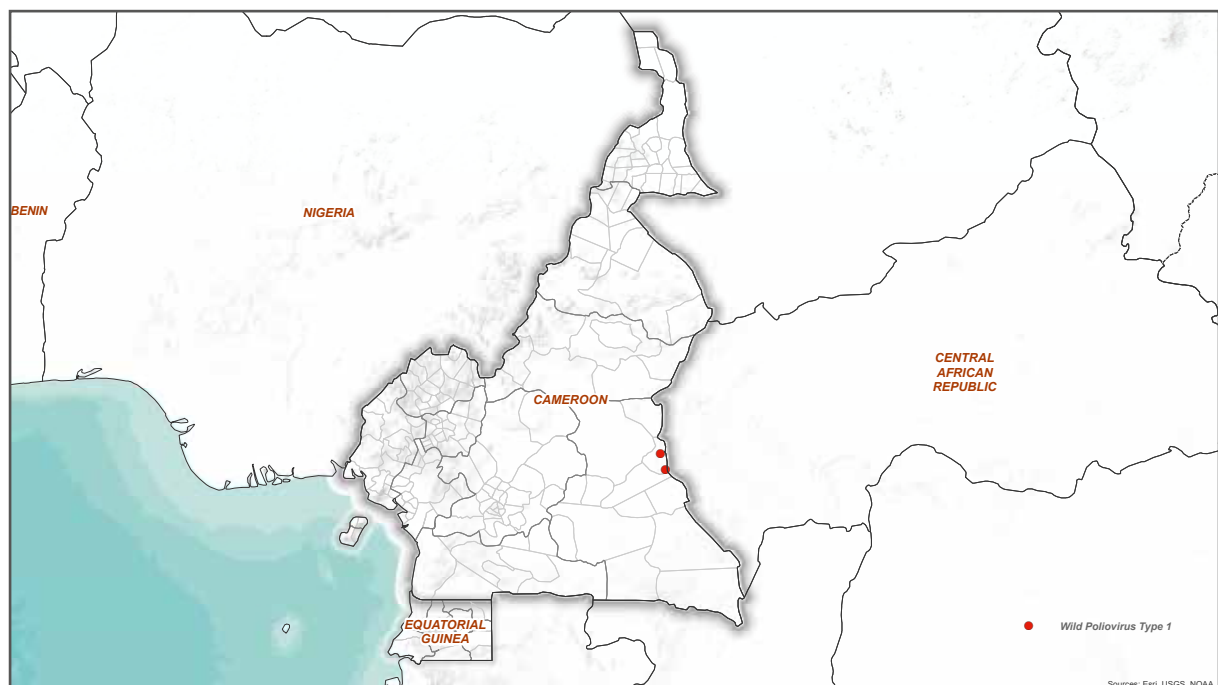 BENIN
NIGERIA
CENTRAL
AFRICAN
REPUBLIC
CAMEROON
EQUATORIAL
GUINEA
Wild Poliovirus Type 1
Sources: Esri, USGS, NOAA